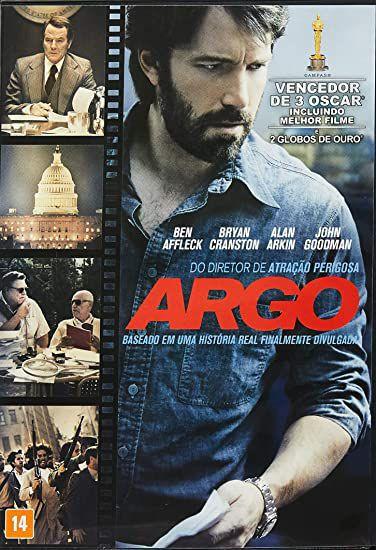 VENCEDOR
DE 3 OSCAR®
INCLUINDO
MELHOR FILME
E
2 GLOBOS DE OURO®
BEN AFFLECK
BRYAN CRANSTON
ALAN ARKIN
JOHN GOODMAN
DO DIRETOR DE ATRAÇÃO PERIGOSA
ARGO
BASEADO EM UMA HISTÓRIA REAL FINALMENTE DIVULGADA
14